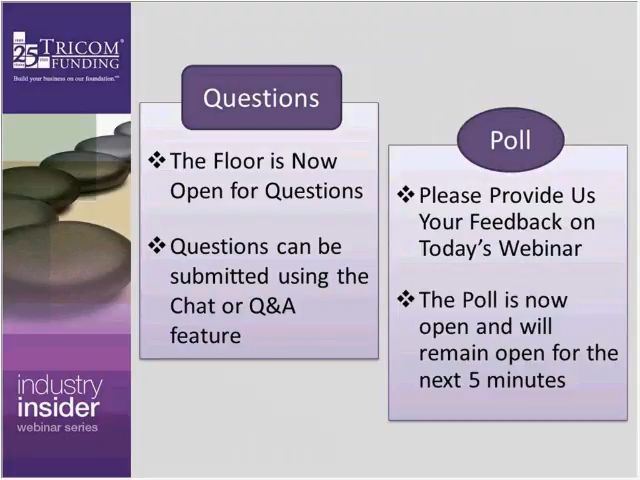 25
TRICOM®
FUNDING
Build your business on our foundation.℠
Questions
❖ The Floor is Now
Open for Questions
❖ Questions can be
submitted using the
Chat or Q&A
feature
Poll
❖ Please Provide Us
Your Feedback on
Today's Webinar
❖ The Poll is now
open and will
remain open for the
next 5 minutes
industry
insider
webinar series